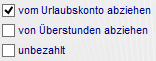 vom Urlaubskonto abziehen
von Überstunden abziehen
unbezahlt